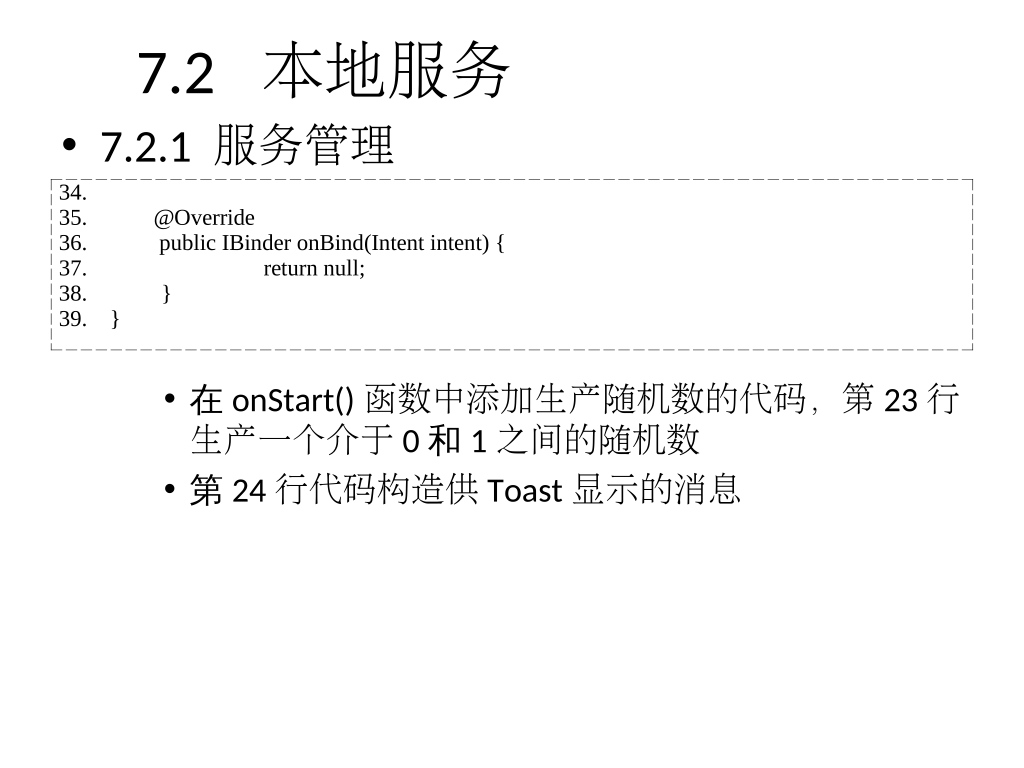 7.2 本地服务
• 7.2.1 服务管理
34.
35. @Override
36. public IBinder onBind(Intent intent) {
37. return null;
38. }
39. }
• 在 onStart() 函数中添加生产随机数的代码，第 23 行
生产一个介于 0 和 1 之间的随机数
• 第 24 行代码构造供 Toast 显示的消息